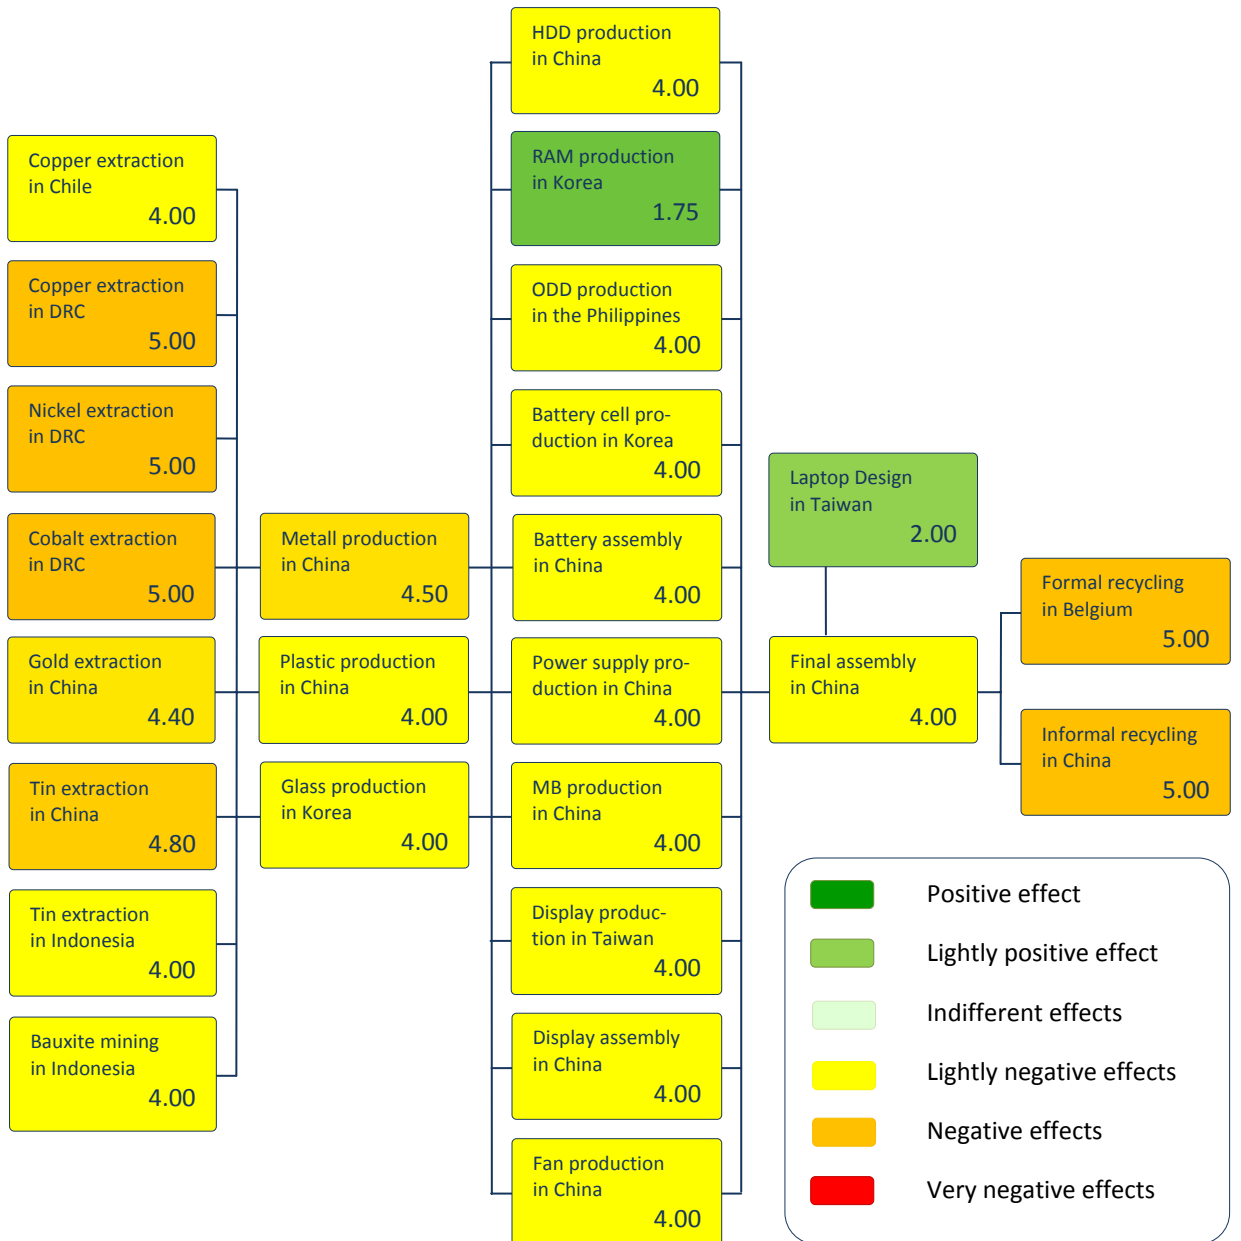 HDD production
in China
4.00
RAM production
in Korea
1.75
ODD production
in the Philippines
4.00
Battery cell pro-
duction in Korea
4.00
Battery assembly
in China
4.00
Power supply pro-
duction in China
4.00
MB production
in China
4.00
Display produc-
tion in Taiwan
4.00
Display assembly
in China
4.00
Fan production
in China
4.00
Copper extraction
in Chile
4.00
Copper extraction
in DRC
5.00
Nickel extraction
in DRC
5.00
Cobalt extraction
in DRC
5.00
Gold extraction
in China
4.40
Tin extraction
in China
4.80
Tin extraction
in Indonesia
4.00
Bauxite mining
in Indonesia
4.00
Metall production
in China
4.50
Plastic production
in China
4.00
Glass production
in Korea
4.00
Laptop Design
in Taiwan
2.00
Final assembly
in China
4.00
Formal recycling
in Belgium
5.00
Informal recycling
in China
5.00
Positive effect
Lightly positive effect
Indifferent effects
Lightly negative effects
Negative effects
Very negative effects